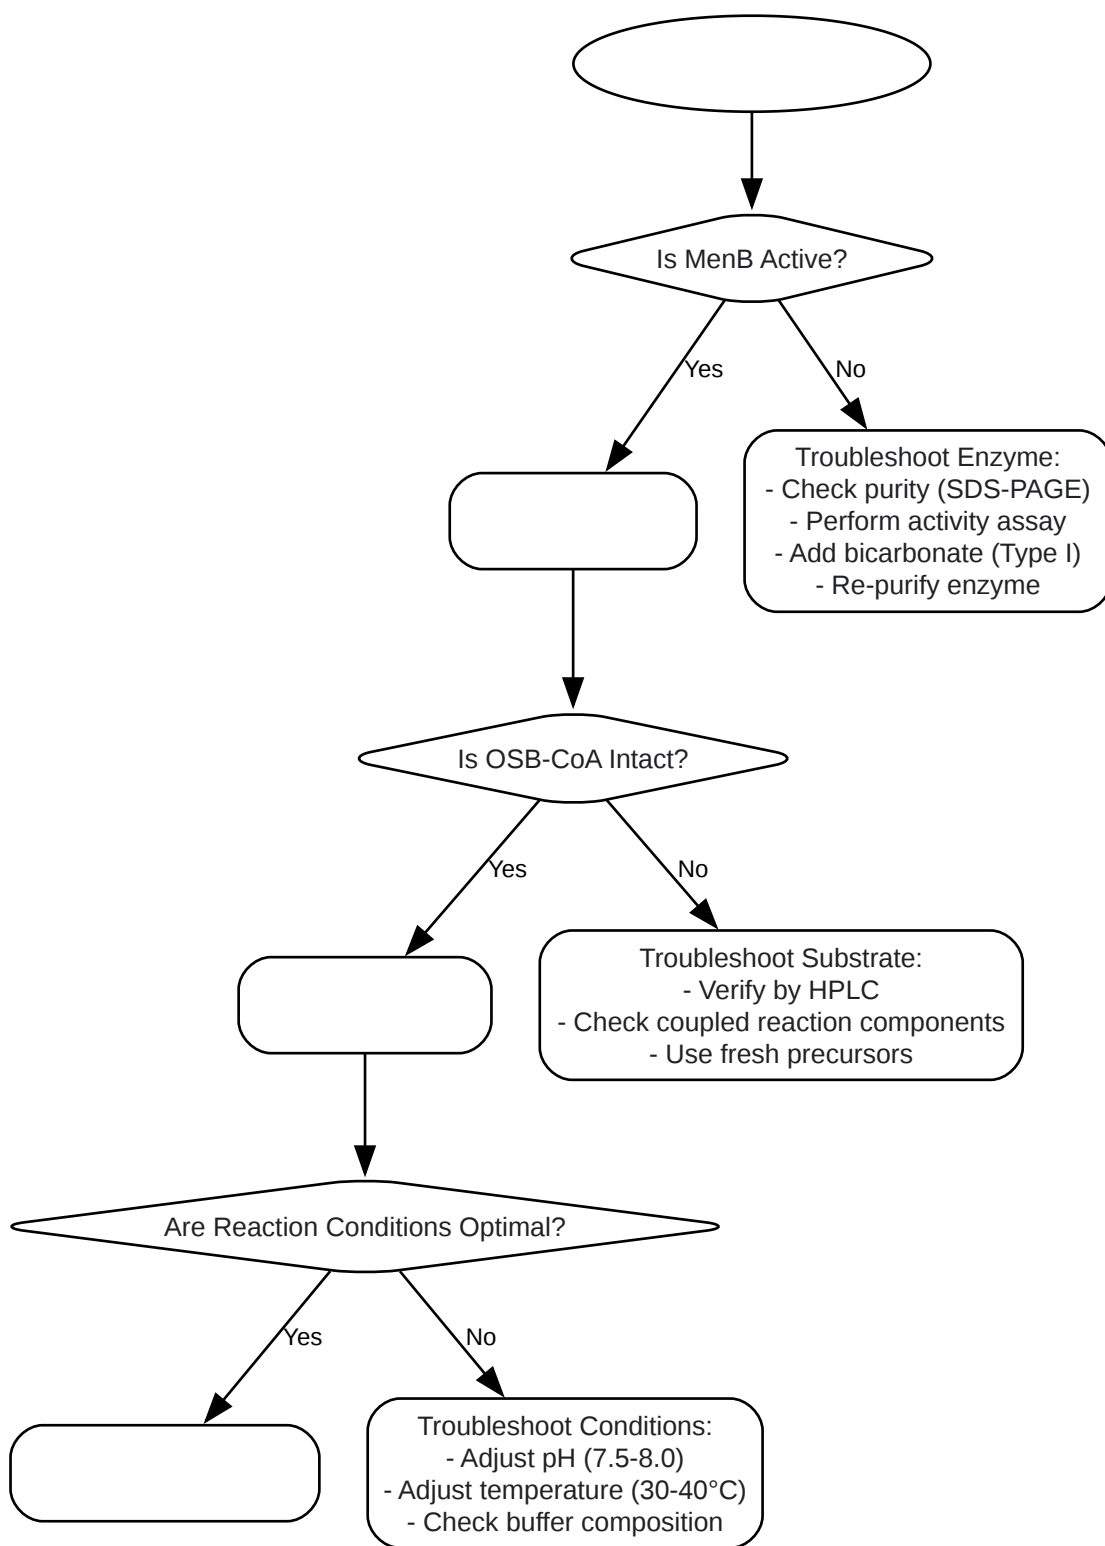 Is MenB Active?
Yes
No
Troubleshoot Enzyme:
- Check purity (SDS-PAGE)
- Perform activity assay
- Add bicarbonate (Type I)
- Re-purify enzyme
Is OSB-CoA Intact?
Yes
No
Troubleshoot Substrate:
- Verify by HPLC
- Check coupled reaction components
- Use fresh precursors
Are Reaction Conditions Optimal?
Yes
No
Troubleshoot Conditions:
- Adjust pH (7.5-8.0)
- Adjust temperature (30-40°C)
- Check buffer composition